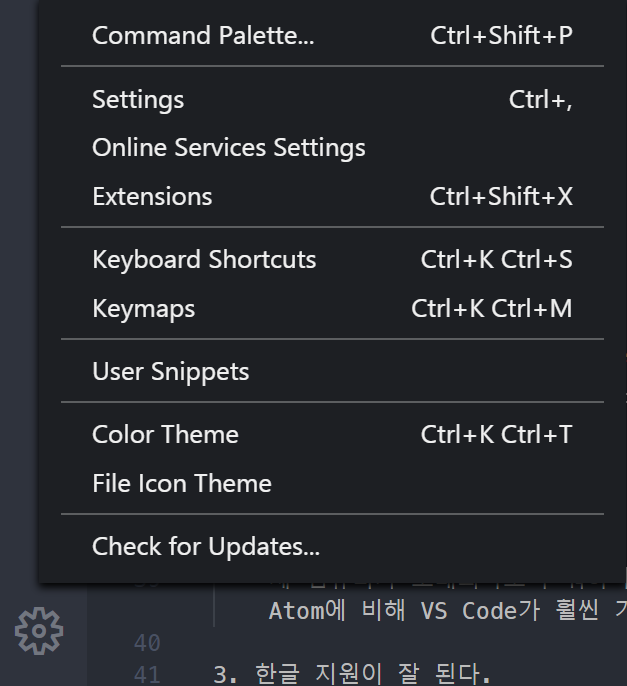 Command Palette... Ctrl+Shift+P
Settings Ctrl+,
Online Services Settings
Extensions Ctrl+Shift+X
Keyboard Shortcuts Ctrl+K Ctrl+S
Keymaps Ctrl+K Ctrl+M
User Snippets
Color Theme Ctrl+K Ctrl+T
File Icon Theme
Check for Updates...
Atom에 비해 VS Code가 훨씬
40
41 3. 한글 지원이 잘 된다.